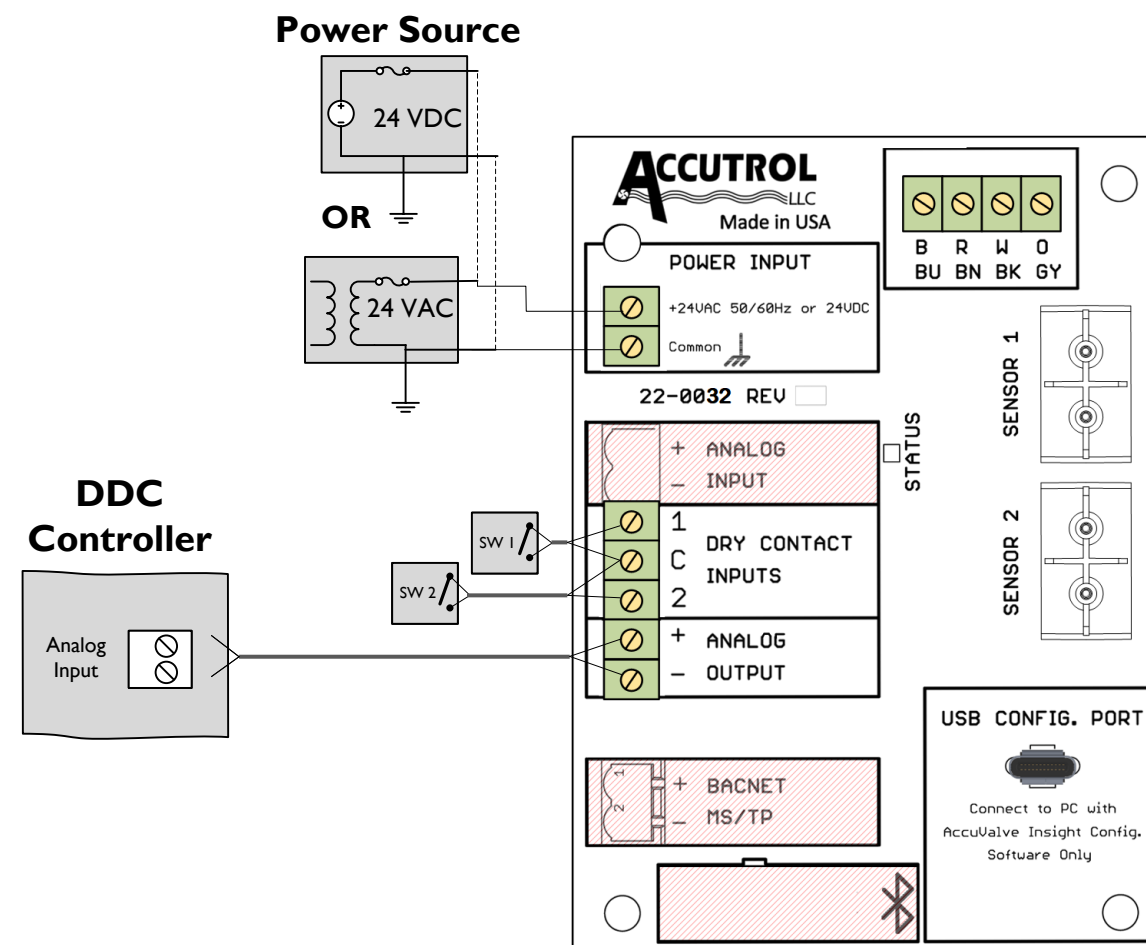 Power Source
24 VDC
OR
24 VAC
ACCUTROL
LLC
Made in USA
POWER INPUT
+24VAC 50/60Hz or 24VDC
Common
B R W O
BU BN BK GY
22-0032 REV
STATUS
SENSOR 1
SENSOR 2
+ ANALOG
- INPUT
1
C
2
DRY CONTACT
INPUTS
+ ANALOG
- OUTPUT
SW 1
SW 2
DDC
Controller
Analog
Input
1
2
+ BACNET
- MS/TP
USB CONFIG. PORT
Connect to PC with
AccuValve Insight Config.
Software Only